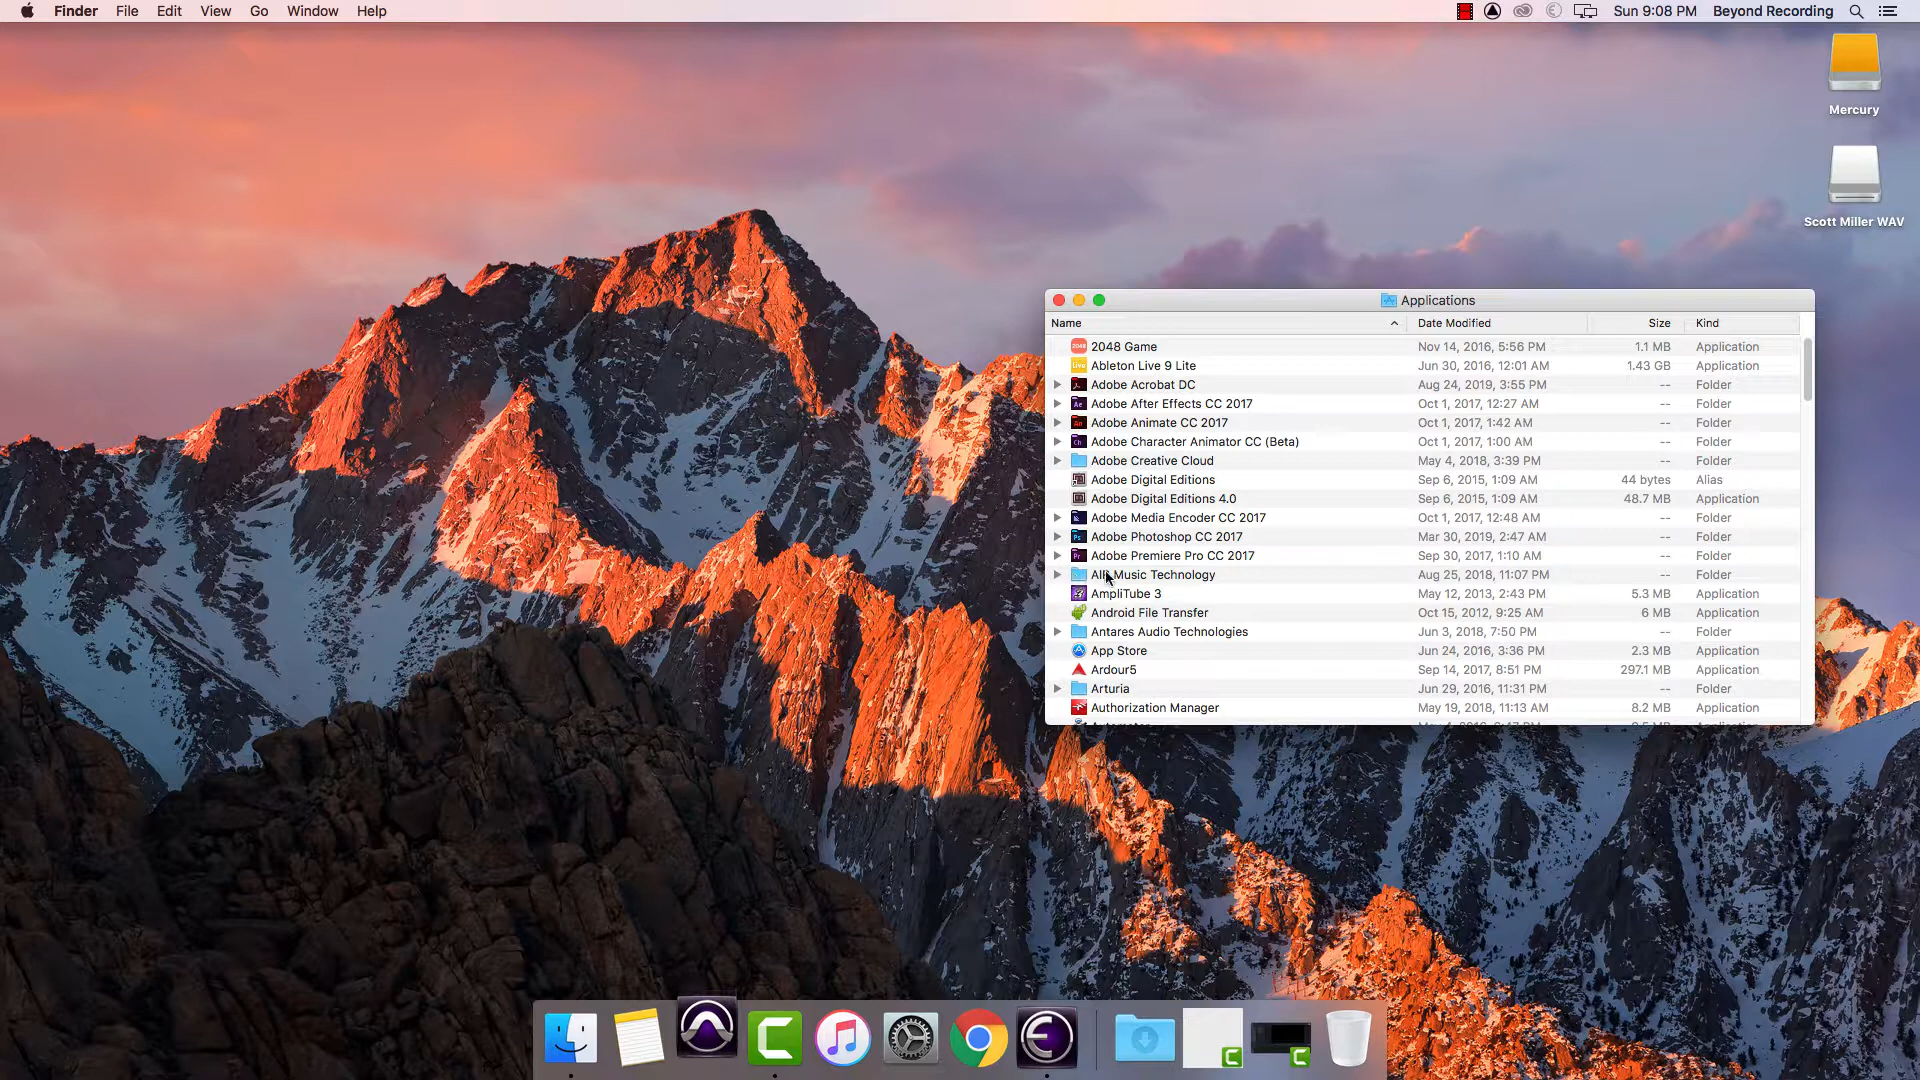 Finder File Edit View Go Window Help Sun 9:08 PM Beyond Recording
Mercury
Scott Miller WAV
Applications
Name Date Modified Size Kind
2048 Game Nov 14, 2016, 5:56 PM 1.1 MB Application
Ableton Live 9 Lite Jun 30, 2016, 12:01 AM 1.43 GB Application
Adobe Acrobat DC Aug 24, 2019, 3:55 PM -- Folder
Adobe After Effects CC 2017 Oct 1, 2017, 12:27 AM -- Folder
Adobe Animate CC 2017 Oct 1, 2017, 1:42 AM -- Folder
Adobe Character Animator CC (Beta) Oct 1, 2017, 1:00 AM -- Folder
Adobe Creative Cloud May 4, 2018, 3:39 PM -- Folder
Adobe Digital Editions Sep 6, 2015, 1:09 AM 44 bytes Alias
Adobe Digital Editions 4.0 Sep 6, 2015, 1:09 AM 48.7 MB Application
Adobe Media Encoder CC 2017 Oct 1, 2017, 12:48 AM -- Folder
Adobe Photoshop CC 2017 Mar 30, 2019, 2:47 AM -- Folder
Adobe Premiere Pro CC 2017 Sep 30, 2017, 1:10 AM -- Folder
Music Technology Aug 25, 2018, 11:07 PM -- Folder
AmpliTube 3 May 12, 2013, 2:43 PM 5.3 MB Application
Android File Transfer Oct 15, 2012, 9:25 AM 6 MB Application
Antares Audio Technologies Jun 3, 2018, 7:50 PM -- Folder
App Store Jun 24, 2016, 3:36 PM 2.3 MB Application
Ardour5 Sep 14, 2017, 8:51 PM 297.1 MB Application
Arturia Jun 29, 2016, 11:31 PM -- Folder
Authorization Manager May 19, 2018, 11:13 AM 8.2 MB Application